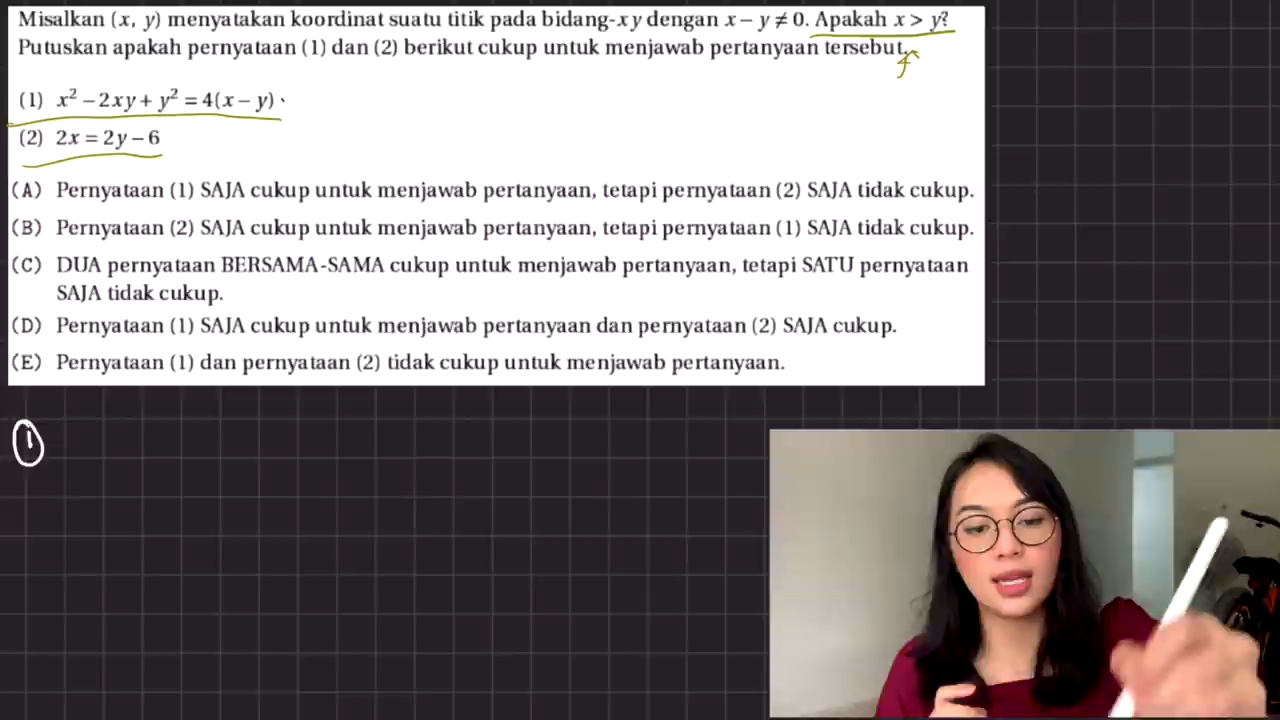 Misalkan (x, y) menyatakan koordinat suatu titik pada bidang-xy dengan x − y ≠ 0. Apakah x > y?
Putuskan apakah pernyataan (1) dan (2) berikut cukup untuk menjawab pertanyaan tersebut.
(1) x² − 2xy + y² = 4(x − y)
(2) 2x = 2y − 6
(A) Pernyataan (1) SAJA cukup untuk menjawab pertanyaan, tetapi pernyataan (2) SAJA tidak cukup.
(B) Pernyataan (2) SAJA cukup untuk menjawab pertanyaan, tetapi pernyataan (1) SAJA tidak cukup.
(C) DUA pernyataan BERSAMA-SAMA cukup untuk menjawab pertanyaan, tetapi SATU pernyataan
SAJA tidak cukup.
(D) Pernyataan (1) SAJA cukup untuk menjawab pertanyaan dan pernyataan (2) SAJA cukup.
(E) Pernyataan (1) dan pernyataan (2) tidak cukup untuk menjawab pertanyaan.
①